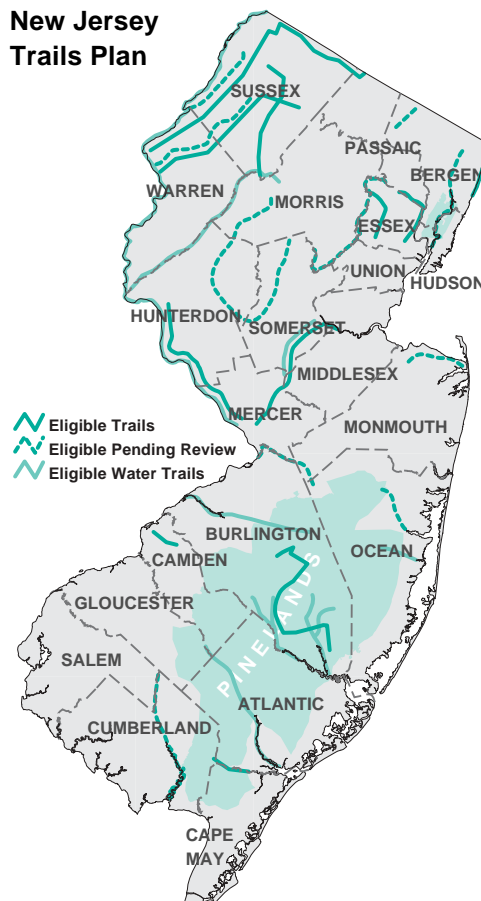 New Jersey
Trails Plan
SUSSEX
PASSAIC
BERGEN
WARREN
MORRIS
ESSEX
UNION
HUDSON
HUNTERDON
SOMERSET
MIDDLESEX
MERCER
MONMOUTH
Eligible Trails
Eligible Pending Review
Eligible Water Trails
BURLINGTON
OCEAN
CAMDEN
PINELANDS
GLOUCESTER
SALEM
ATLANTIC
CUMBERLAND
CAPE
MAY